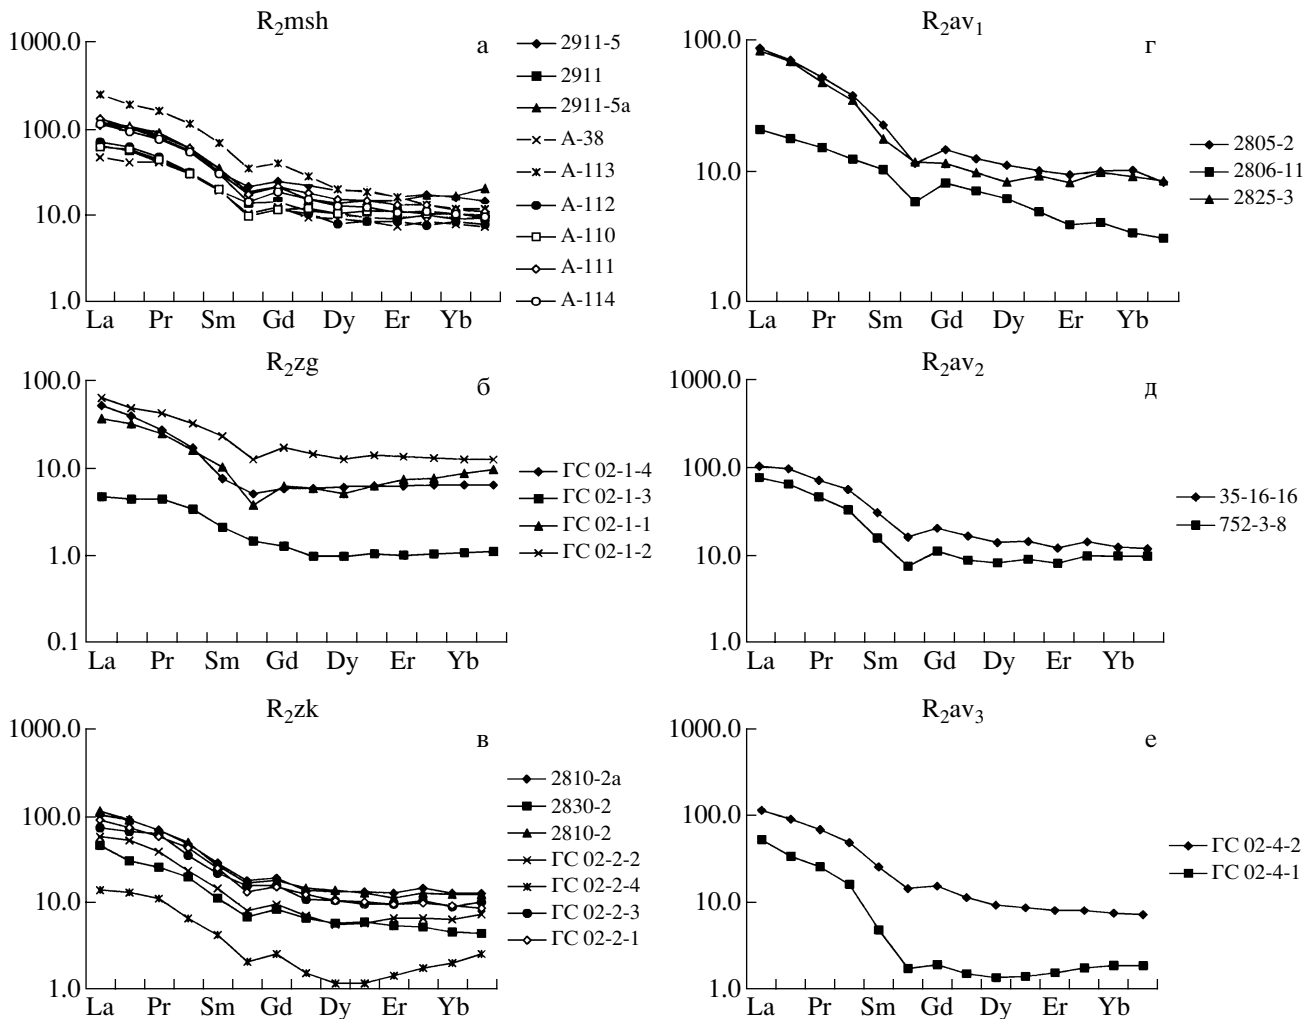 R₂msh
а
1000.0
100.0
10.0
1.0
La Pr Sm Gd Dy Er Yb
2911-5
2911
2911-5а
А-38
А-113
А-112
А-110
А-111
А-114
R₂av₁
г
100.0
10.0
1.0
La Pr Sm Gd Dy Er Yb
2805-2
2806-11
2825-3
R₂zg
б
100.0
10.0
1.0
0.1
La Pr Sm Gd Dy Er Yb
ГС 02-1-4
ГС 02-1-3
ГС 02-1-1
ГС 02-1-2
R₂av₂
д
1000.0
100.0
10.0
1.0
La Pr Sm Gd Dy Er Yb
35-16-16
752-3-8
R₂zk
в
1000.0
100.0
10.0
1.0
La Pr Sm Gd Dy Er Yb
2810-2а
2830-2
2810-2
ГС 02-2-2
ГС 02-2-4
ГС 02-2-3
ГС 02-2-1
R₂av₃
е
1000.0
100.0
10.0
1.0
La Pr Sm Gd Dy Er Yb
ГС 02-4-2
ГС 02-4-1